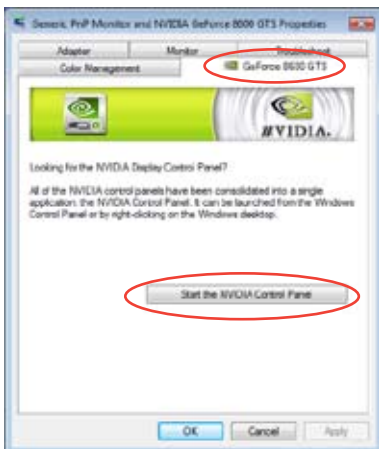 Generic PnP Monitor and NVIDIA GeForce 8600 GTS Properties
Adapter Monitor Troubleshoot
Color Management GeForce 8600 GTS
NVIDIA.
Looking for the NVIDIA Display Control Panel?
All of the NVIDIA control panels have been consolidated into a single
application: the NVIDIA Control Panel. It can be launched from the Windows
Control Panel or by right-clicking on the Windows desktop.
Start the NVIDIA Control Panel
OK Cancel Apply